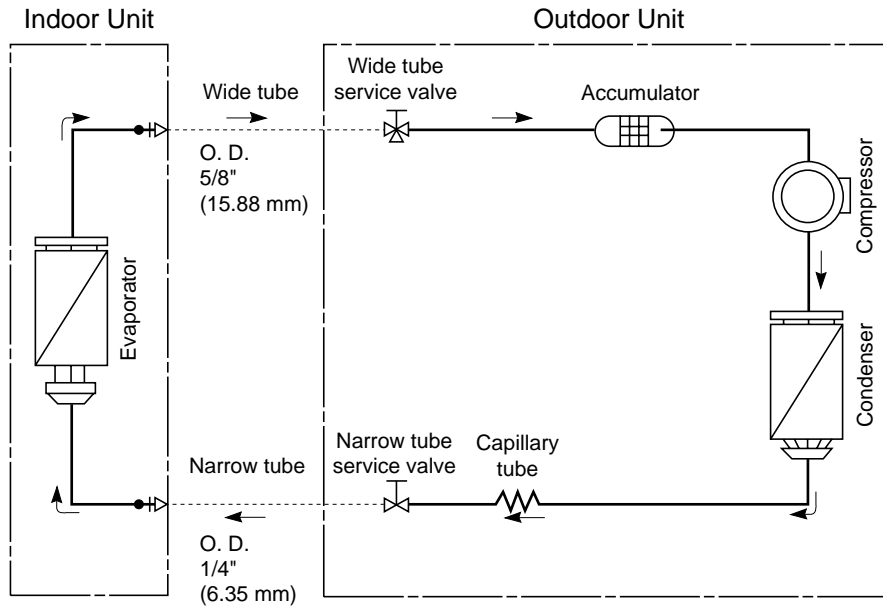 Indoor Unit
Outdoor Unit
Wide tube
Wide tube
service valve
Accumulator
O. D.
5/8"
(15.88 mm)
Compressor
Evaporator
Condenser
Narrow tube
Narrow tube
service valve
Capillary
tube
O. D.
1/4"
(6.35 mm)